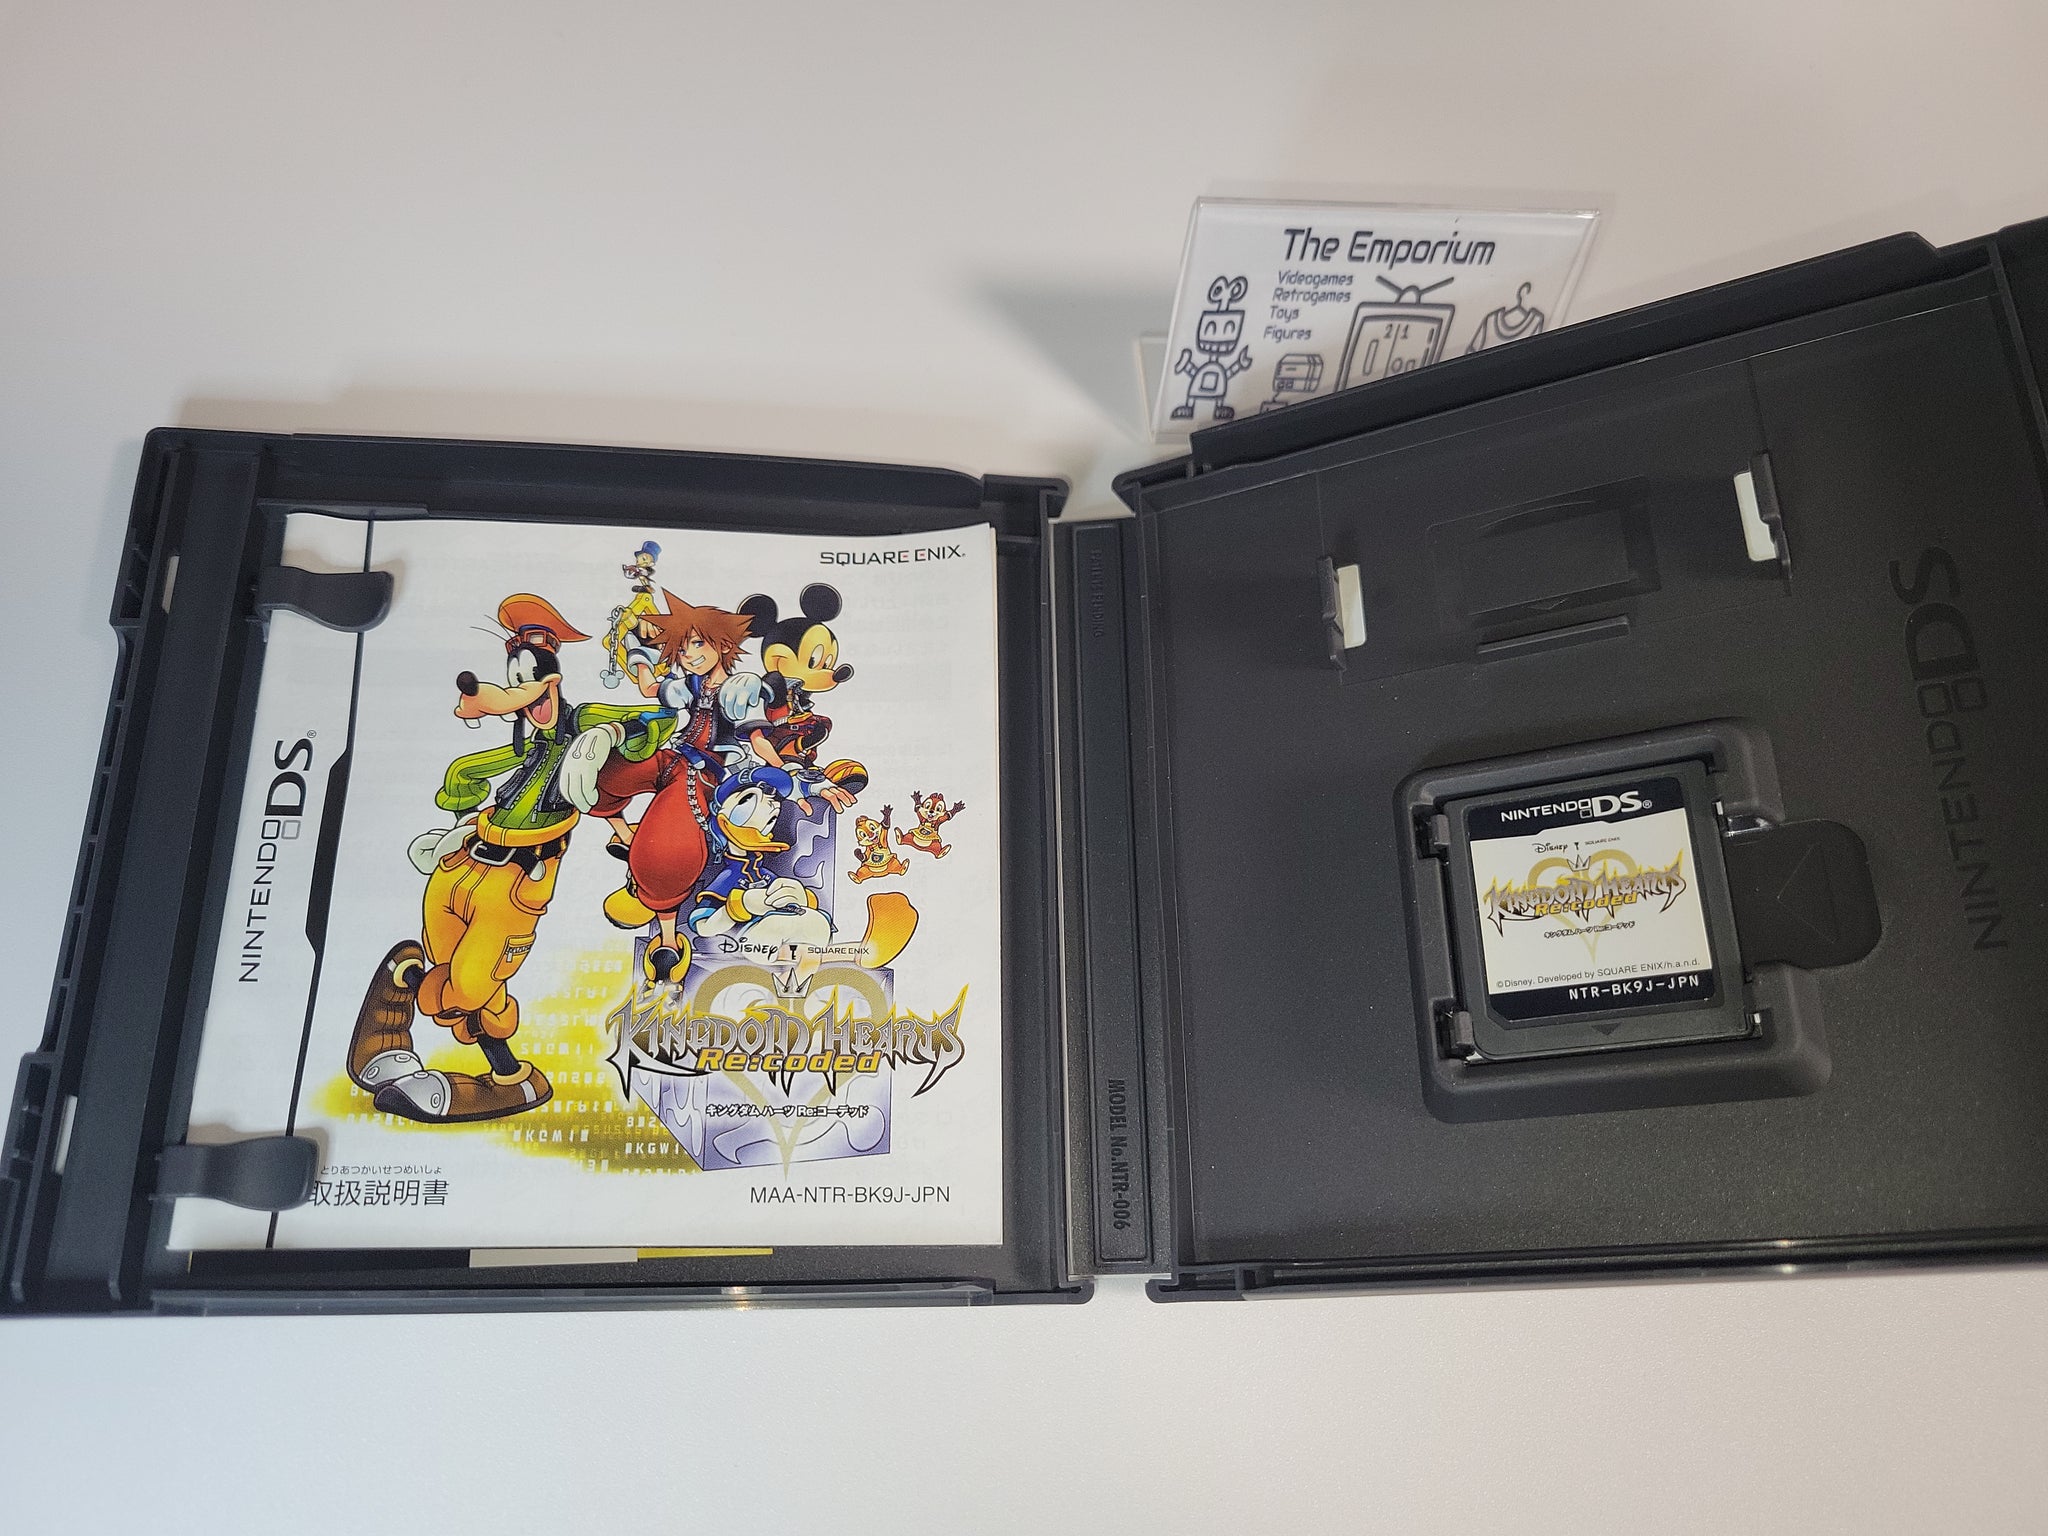 The Emporium
Videogames
Retrogames
Toys
Figures
2 1
SQUARE ENIX.
NINTENDO DS®
Disney SQUARE ENIX
KINGDOM HEARTS
Re:coded
キングダム ハーツ Re:コーデッド
とりあつかいせつめいしょ
取扱説明書
MAA-NTR-BK9J-JPN
MODEL No.NTR-006
NINTENDO DS
NINTENDO DS®
Disney SQUARE ENIX
KINGDOM HEARTS
Re:coded
キングダム ハーツ Re:コーデッド
©Disney. Developed by SQUARE ENIX/h.a.n.d.
NTR-BK9J-JPN